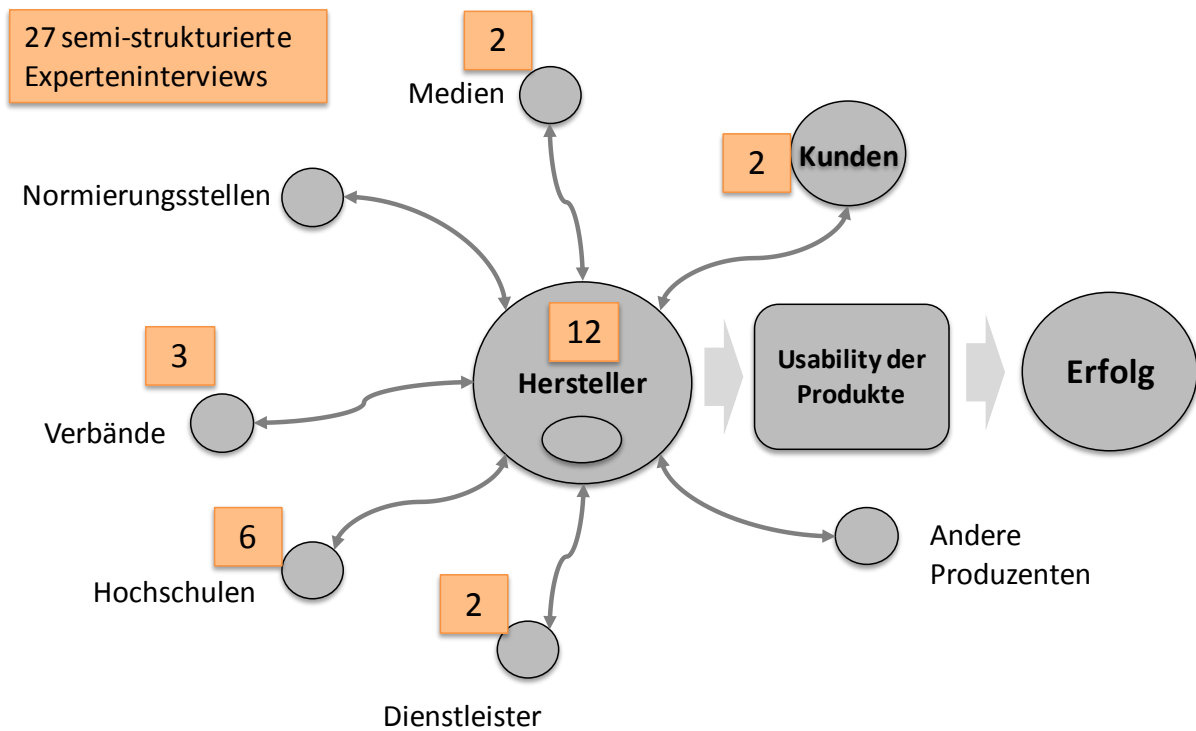 27 semi-strukturierte
Experteninterviews
2
Medien
2
Kunden
Normierungsstellen
12
Hersteller
3
Verbände
Usability der
Produkte
Erfolg
6
Hochschulen
2
Dienstleister
Andere
Produzenten